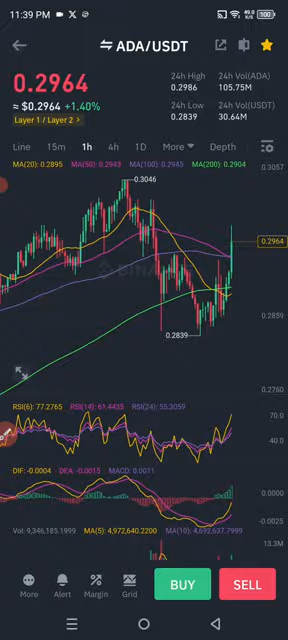 11:39 PM
49.0
KB/s
100
ADA/USDT
0.2964
≈ $0.2964 +1.40%
Layer 1 / Layer 2 >
24h High
0.2986
24h Vol(ADA)
105.75M
24h Low
0.2839
24h Vol(USDT)
30.64M
Line 15m 1h 4h 1D More Depth
MA(20): 0.2895 MA(50): 0.2943 MA(100): 0.2945 MA(200): 0.2904
0.3057
0.3046
0.2964
0.2859
0.2839
0.2760
RSI(6): 77.2765 RSI(14): 61.4435 RSI(24): 55.3059
70.0
40.0
DIF: -0.0004 DEA: -0.0015 MACD: 0.0011
0.0000
-0.0025
Vol: 9,346,185.1999 MA(5): 4,972,640.2200 MA(10): 4,692,637.7999
13.3M
More Alert Margin Grid BUY SELL